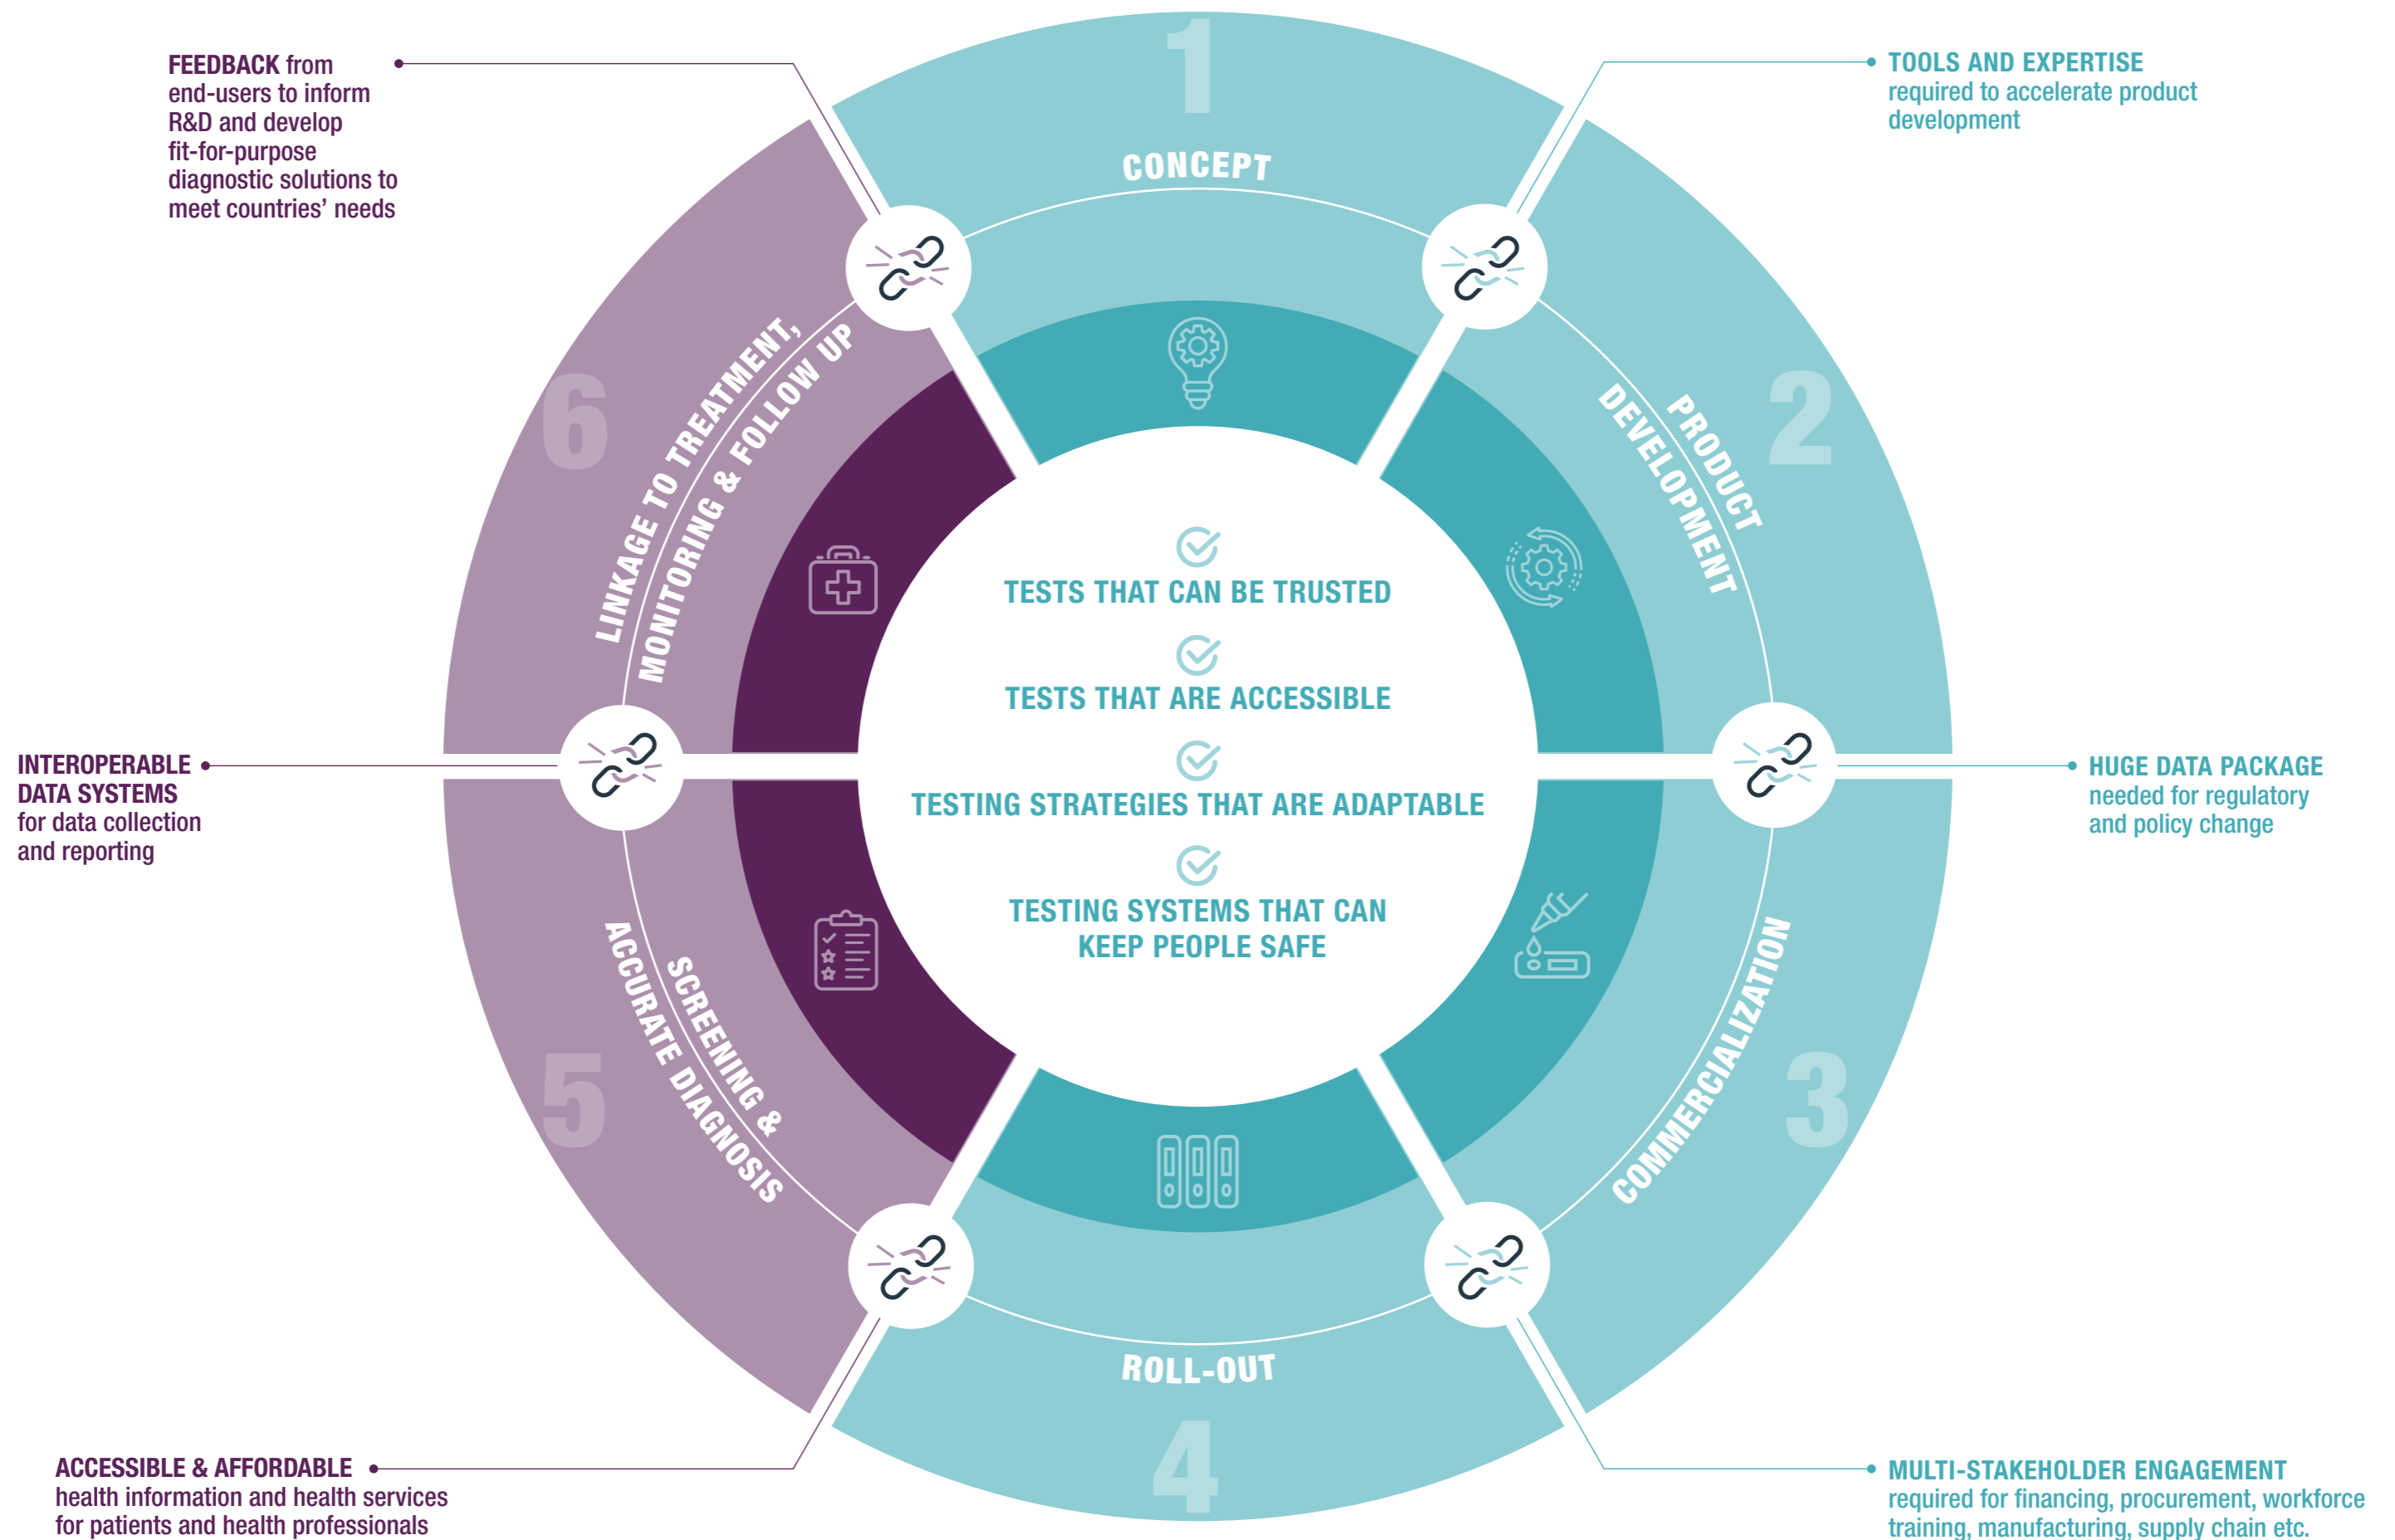 FEEDBACK from
end-users to inform
R&D and develop
fit-for-purpose
diagnostic solutions to
meet countries’ needs
1
CONCEPT
TOOLS AND EXPERTISE
required to accelerate product
development
2
PRODUCT
DEVELOPMENT
HUGE DATA PACKAGE
needed for regulatory
and policy change
3
COMMERCIALIZATION
MULTI-STAKEHOLDER ENGAGEMENT
required for financing, procurement, workforce
training, manufacturing, supply chain etc.
ROLL-OUT
4
ACCESSIBLE & AFFORDABLE
health information and health services
for patients and health professionals
5
SCREENING &
ACCURATE DIAGNOSIS
INTEROPERABLE
DATA SYSTEMS
for data collection
and reporting
6
LINKAGE TO TREATMENT,
MONITORING & FOLLOW UP
TESTS THAT CAN BE TRUSTED
TESTS THAT ARE ACCESSIBLE
TESTING STRATEGIES THAT ARE ADAPTABLE
TESTING SYSTEMS THAT CAN
KEEP PEOPLE SAFE